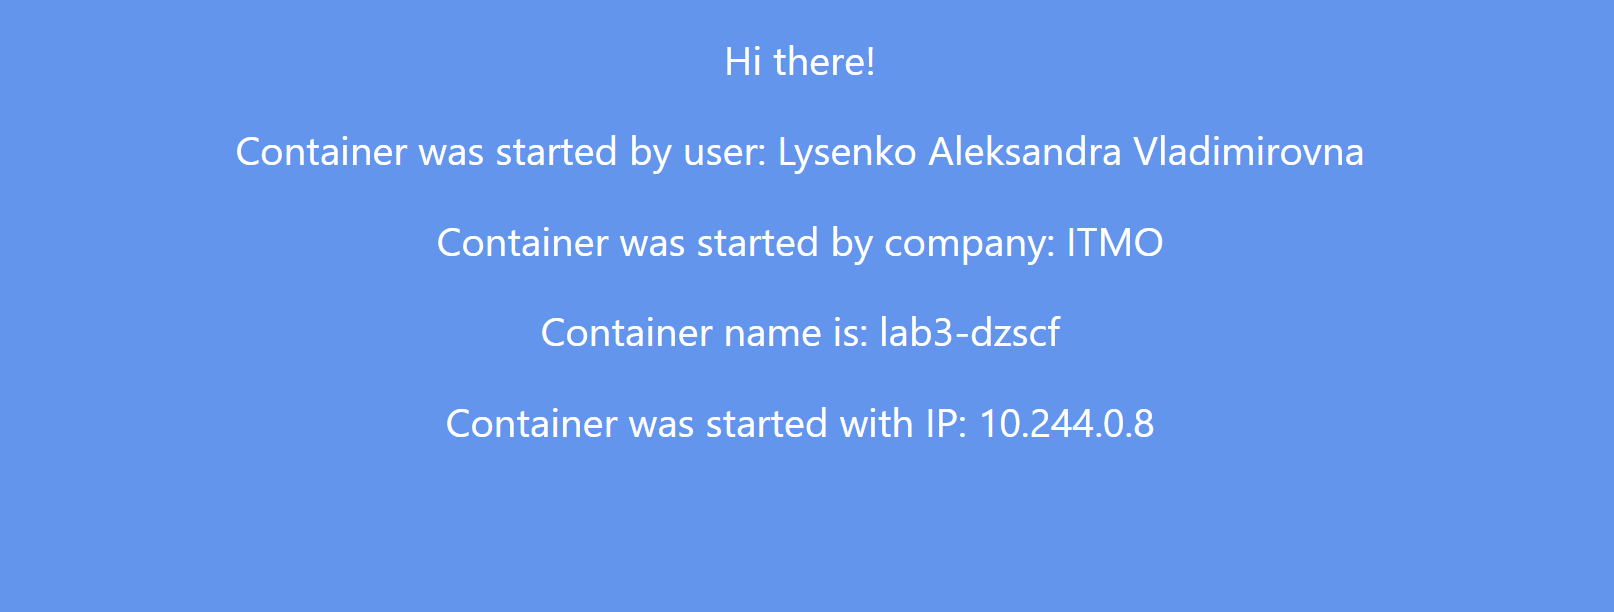 Hi there!
Container was started by user: Lysenko Aleksandra Vladimirovna
Container was started by company: ITMO
Container name is: lab3-dzscf
Container was started with IP: 10.244.0.8